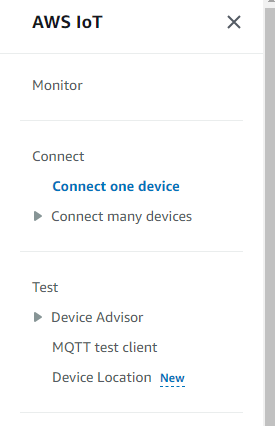 AWS IoT
Monitor
Connect
Connect one device
Connect many devices
Test
Device Advisor
MQTT test client
Device Location New